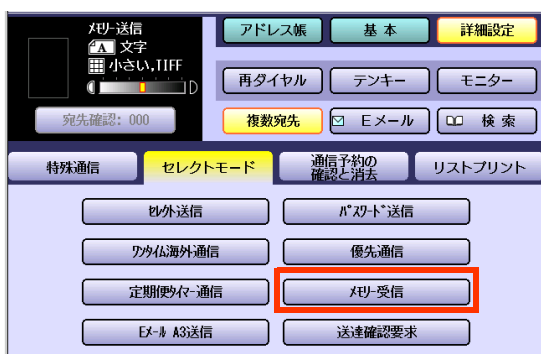 ﾒﾓﾘｰ送信
A 文字
小さい,TIFF
D
宛先確認: 000
アドレス帳 基本 詳細設定
再ダイヤル テンキー モニター
複数宛先 Eメール 検索
特殊通信 セレクトモード 通信予約の確認と消去 リストプリント
ｾﾚｸﾄ送信 ﾊﾟｽﾜｰﾄﾞ送信
ﾜﾝﾀｲﾑ海外通信 優先通信
定期便ﾀｲﾏｰ通信 ﾒﾓﾘｰ受信
Eﾒｰﾙ A3送信 送達確認要求